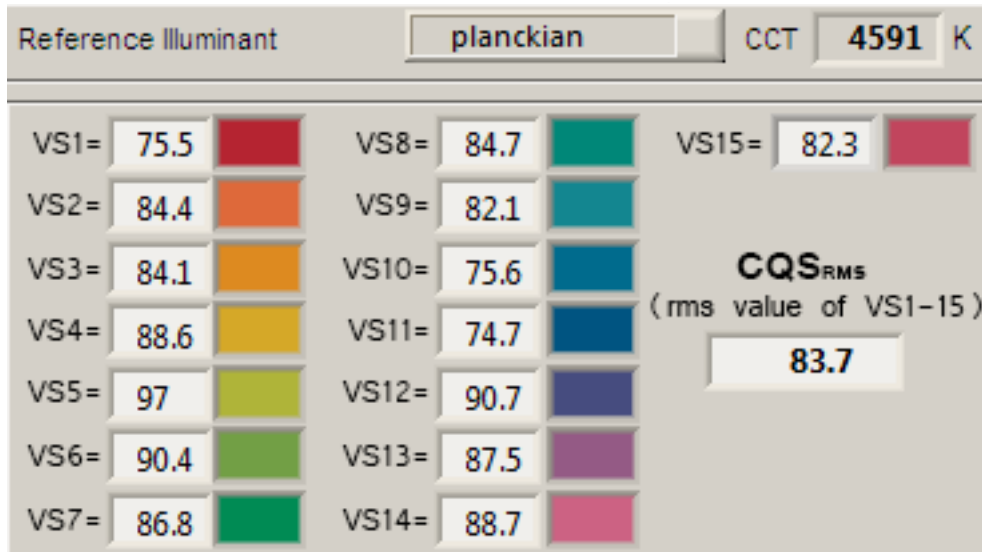 Reference Illuminant planckian CCT 4591 K
VS1= 75.5 VS8= 84.7 VS15= 82.3
VS2= 84.4 VS9= 82.1
VS3= 84.1 VS10= 75.6 CQSRMS
VS4= 88.6 VS11= 74.7 (rms value of VS1-15)
VS5= 97 VS12= 90.7 83.7
VS6= 90.4 VS13= 87.5
VS7= 86.8 VS14= 88.7